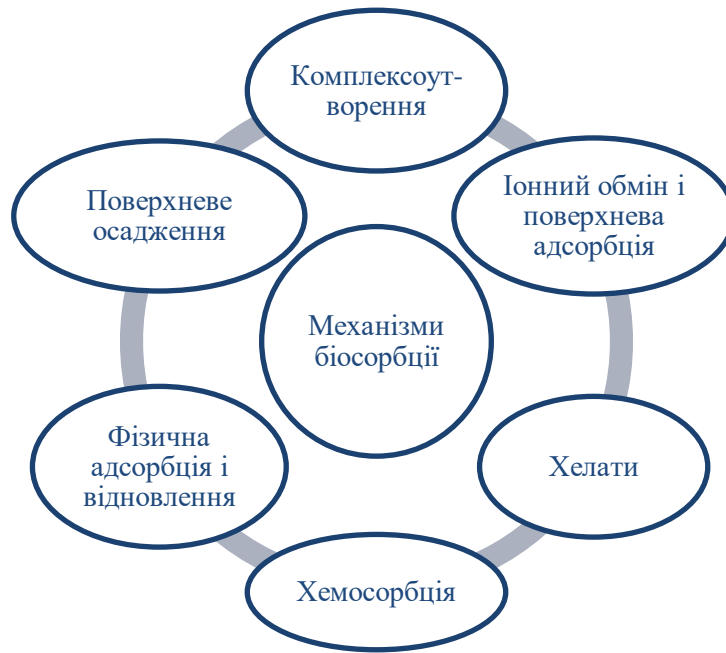 Комплексоут-
ворення
Іонний обмін і
поверхнева
адсорбція
Хелати
Хемосорбція
Фізична
адсорбція і
відновлення
Поверхневе
осадження
Механізми
біосорбції